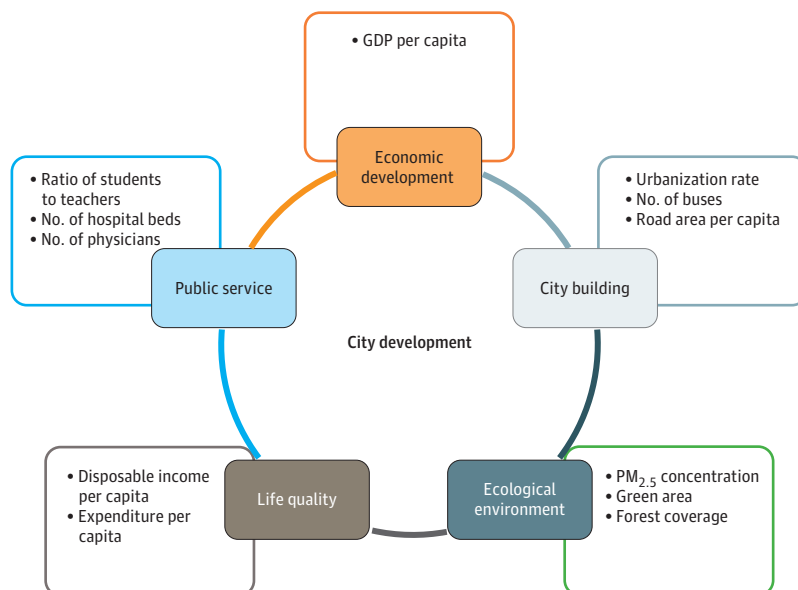 • GDP per capita
Economic
development
• Ratio of students
to teachers
• No. of hospital beds
• No. of physicians
Public service
• Urbanization rate
• No. of buses
• Road area per capita
City building
City development
• Disposable income
per capita
• Expenditure per
capita
Life quality
Ecological
environment
• PM2.5 concentration
• Green area
• Forest coverage